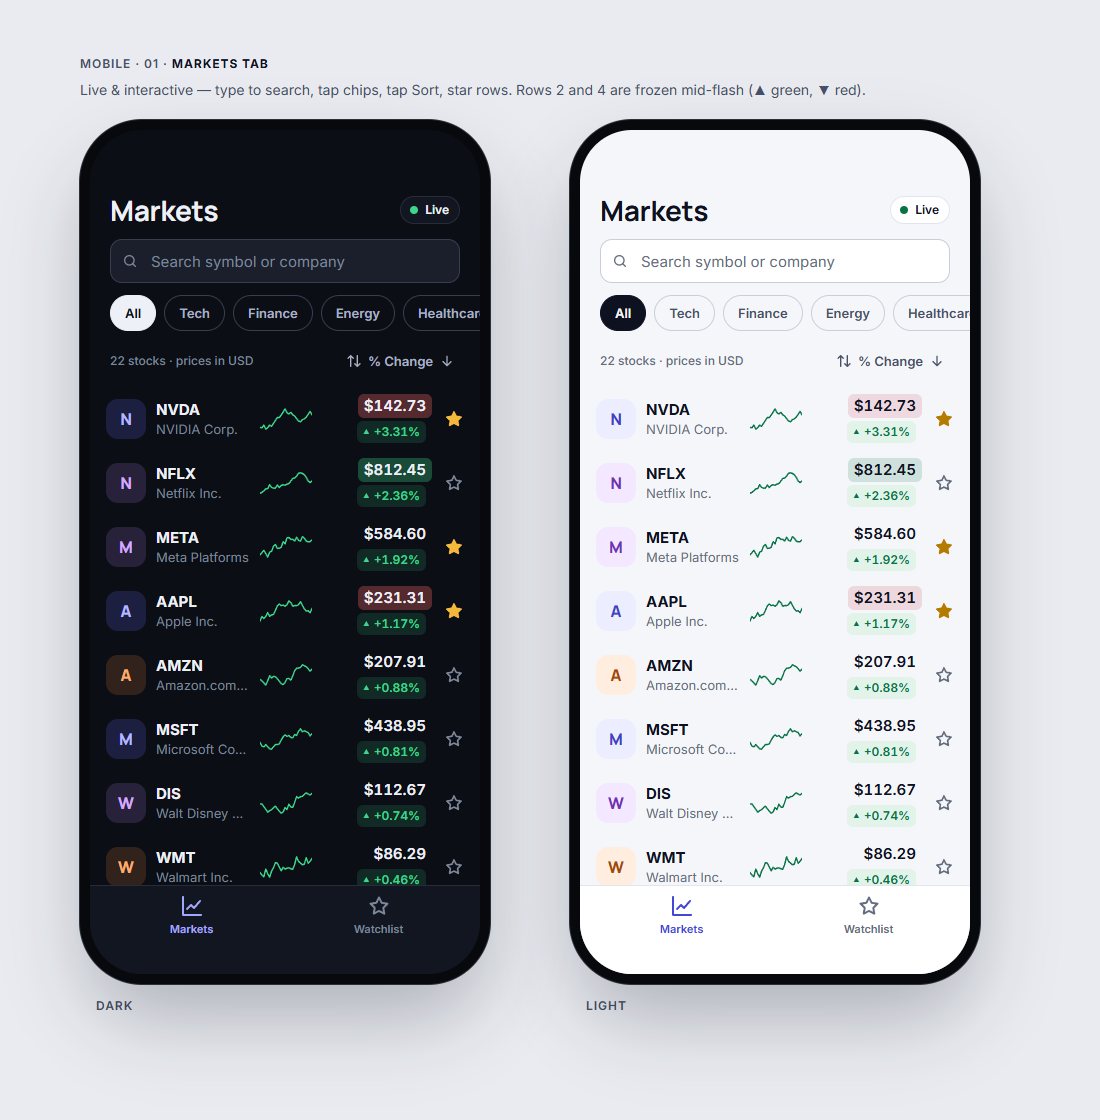 MOBILE · 01 · MARKETS TAB
Live & interactive — type to search, tap chips, tap Sort, star rows. Rows 2 and 4 are frozen mid-flash (▲ green, ▼ red).
Markets
Live
Search symbol or company
All
Tech
Finance
Energy
Healthcar
22 stocks · prices in USD
% Change
N
NVDA
NVIDIA Corp.
$142.73
▲ +3.31%
N
NFLX
Netflix Inc.
$812.45
▲ +2.36%
M
META
Meta Platforms
$584.60
▲ +1.92%
A
AAPL
Apple Inc.
$231.31
▲ +1.17%
A
AMZN
Amazon.com...
$207.91
▲ +0.88%
M
MSFT
Microsoft Co...
$438.95
▲ +0.81%
W
DIS
Walt Disney ...
$112.67
▲ +0.74%
W
WMT
Walmart Inc.
$86.29
▲ +0.46%
Markets
Watchlist
DARK
Markets
Live
Search symbol or company
All
Tech
Finance
Energy
Healthcar
22 stocks · prices in USD
% Change
N
NVDA
NVIDIA Corp.
$142.73
▲ +3.31%
N
NFLX
Netflix Inc.
$812.45
▲ +2.36%
M
META
Meta Platforms
$584.60
▲ +1.92%
A
AAPL
Apple Inc.
$231.31
▲ +1.17%
A
AMZN
Amazon.com...
$207.91
▲ +0.88%
M
MSFT
Microsoft Co...
$438.95
▲ +0.81%
W
DIS
Walt Disney ...
$112.67
▲ +0.74%
W
WMT
Walmart Inc.
$86.29
▲ +0.46%
Markets
Watchlist
LIGHT